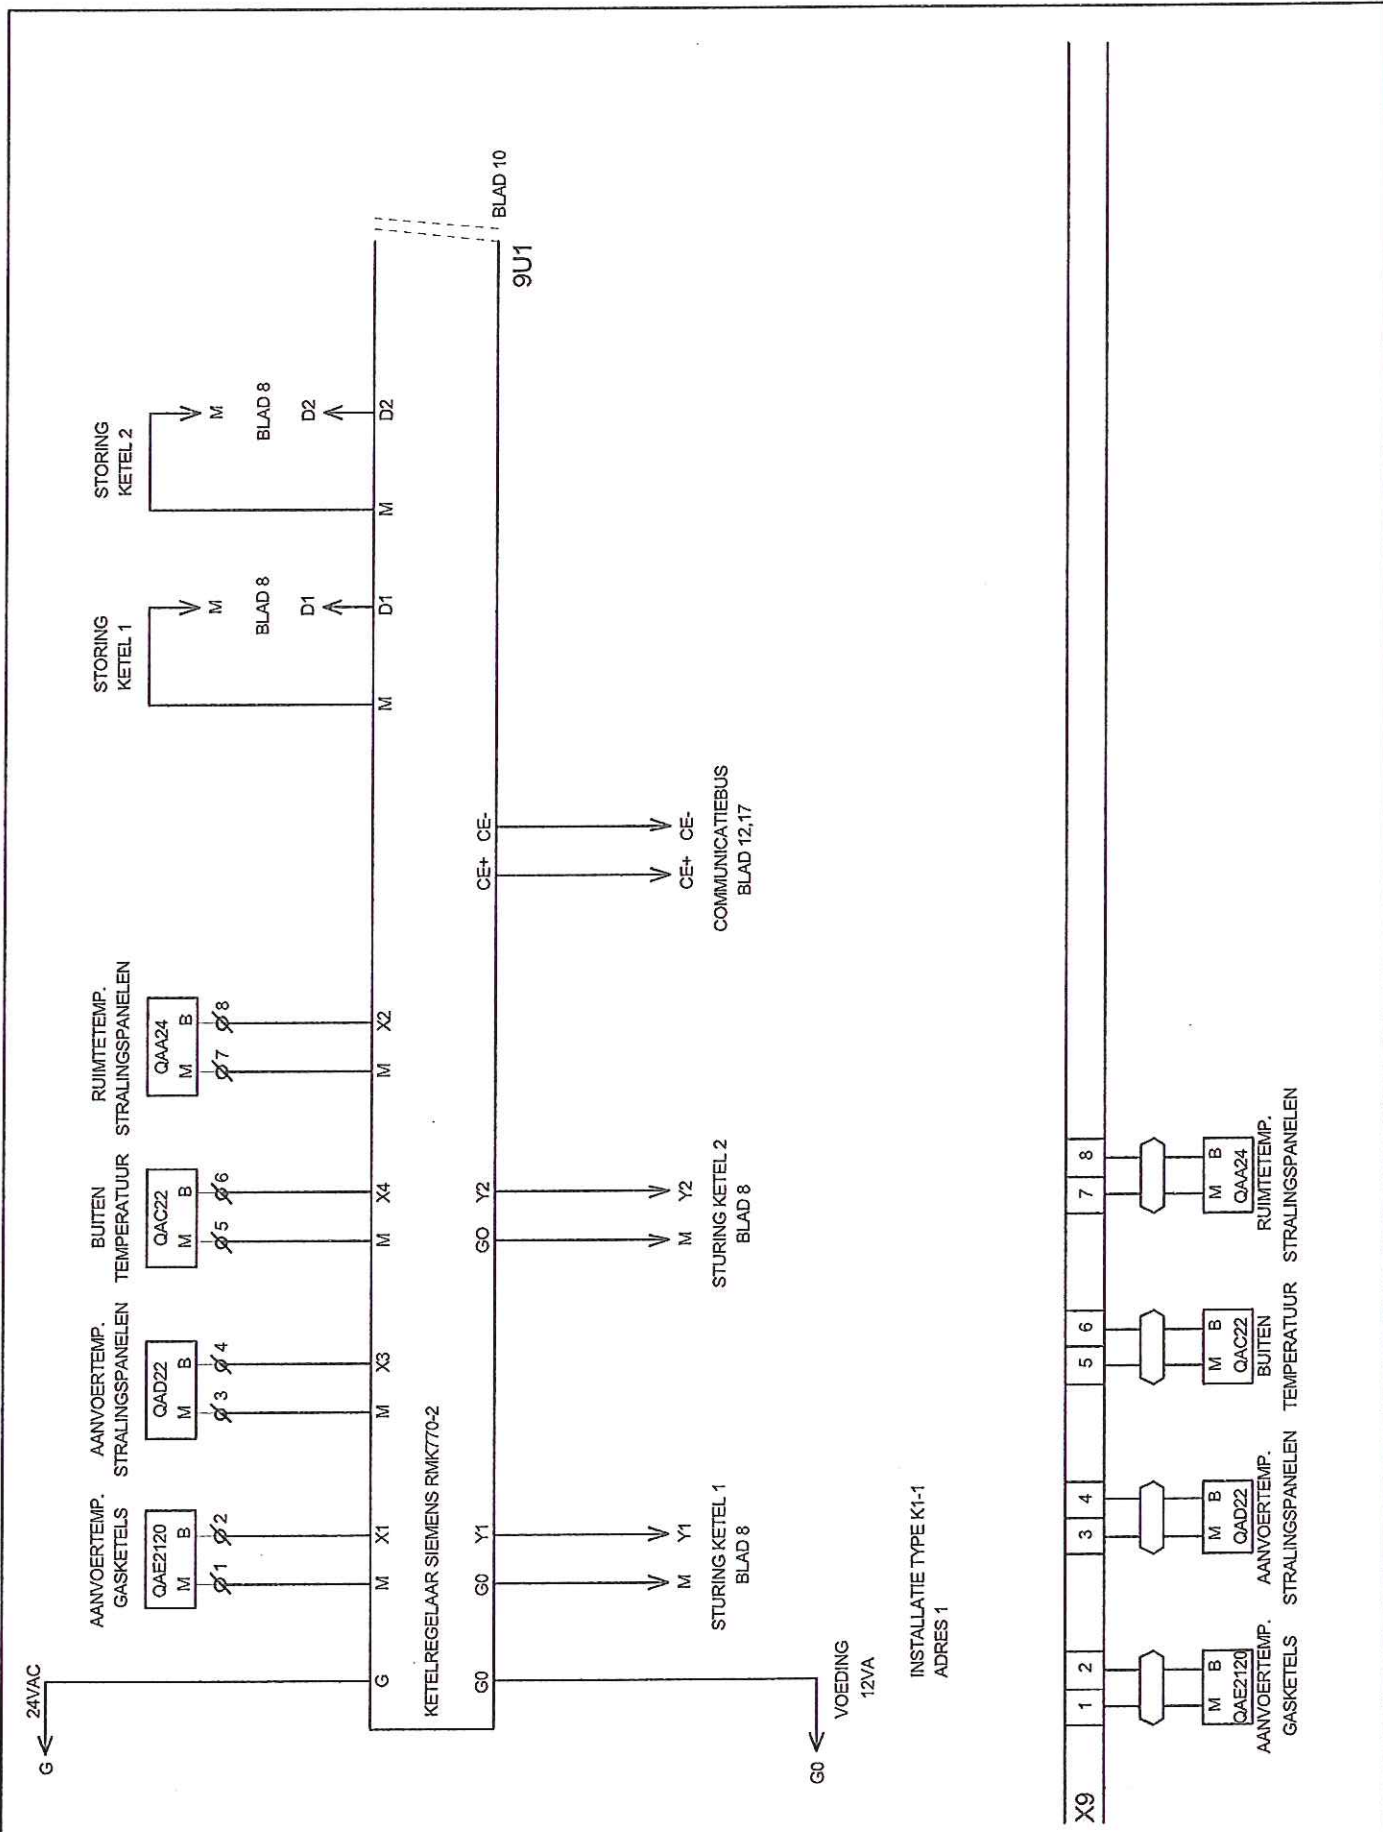 24VAC
G
AANVOERTEMP.
GASKETELS
QAE2120
M B
1 2
AANVOERTEMP.
STRALINGSPANELEN
QAD22
M B
3 4
BUITEN
TEMPERATUUR
QAC22
M B
5 6
RUIMTETEMP.
STRALINGSPANELEN
QAA24
M B
7 8
STORING
KETEL 1
M
BLAD 8
D1
STORING
KETEL 2
M
BLAD 8
D2
G M X1 M X3 M X4 M X2 M D1 M D2
KETELREGELAAR SIEMENS RMK770-2
G0 G0 Y1 GO Y2 CE+ CE-
BLAD 10
9U1
M Y1
STURING KETEL 1
BLAD 8
M Y2
STURING KETEL 2
BLAD 8
CE+ CE-
COMMUNICATIEBUS
BLAD 12,17
G0
VOEDING
12VA
INSTALLATIE TYPE K1-1
ADRES 1
X9
1 2 3 4 5 6 7 8
M B
QAE2120
AANVOERTEMP.
GASKETELS
M B
QAD22
AANVOERTEMP.
STRALINGSPANELEN
M B
QAC22
BUITEN
TEMPERATUUR
M B
QAA24
RUIMTETEMP.
STRALINGSPANELEN